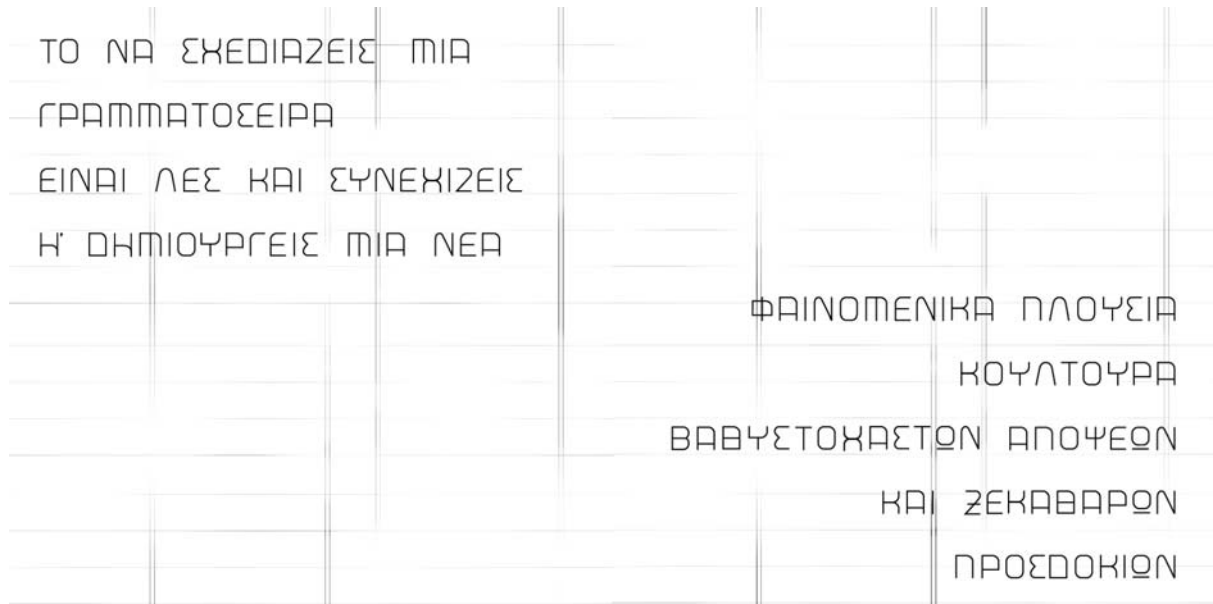 ΤΟ ΝΑ ΣΧΕΔΙΑΖΕΙΣ ΜΙΑ
ΓΡΑΜΜΑΤΟΣΕΙΡΑ
ΕΙΝΑΙ ΛΕΣ ΚΑΙ ΣΥΝΕΧΙΖΕΙΣ
Η' ΔΗΜΙΟΥΡΓΕΙΣ ΜΙΑ ΝΕΑ
ΦΑΙΝΟΜΕΝΙΚΑ ΠΛΟΥΣΙΑ
ΚΟΥΛΤΟΥΡΑ
ΒΑΘΥΣΤΟΧΑΣΤΩΝ ΑΠΟΨΕΩΝ
ΚΑΙ ΞΕΚΑΘΑΡΩΝ
ΠΡΟΣΔΟΚΙΩΝ